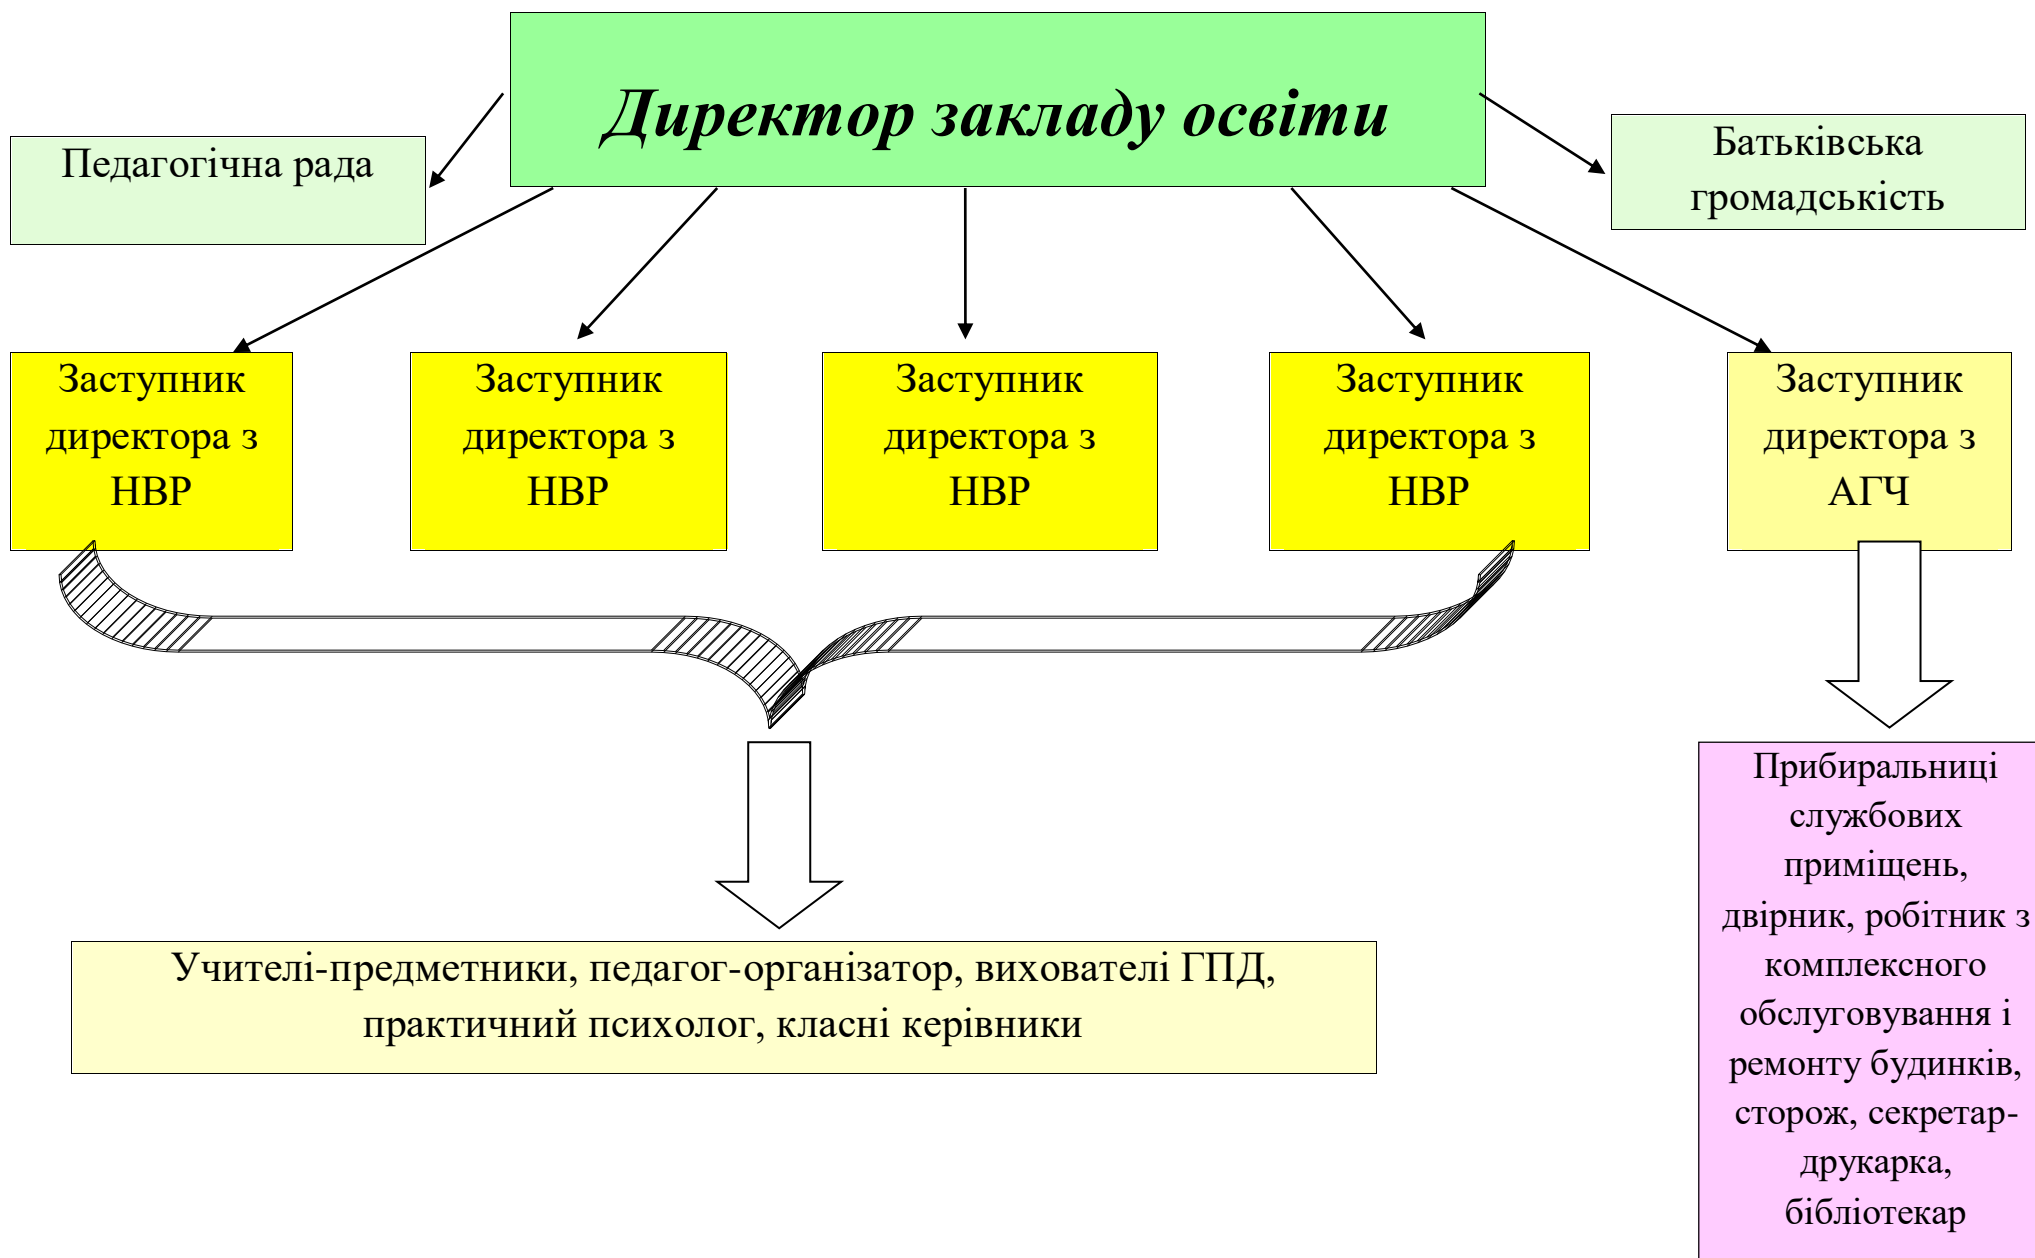 Директор закладу освіти
Педагогічна рада
Батьківська
громадськість
Заступник
директора з
НВР
Заступник
директора з
НВР
Заступник
директора з
НВР
Заступник
директора з
НВР
Заступник
директора з
АГЧ
Учителі-предметники, педагог-організатор, вихователі ГПД,
практичний психолог, класні керівники
Прибиральниці
службових
приміщень,
двірник, робітник з
комплексного
обслуговування і
ремонту будинків,
сторож, секретар-
друкарка,
бібліотекар